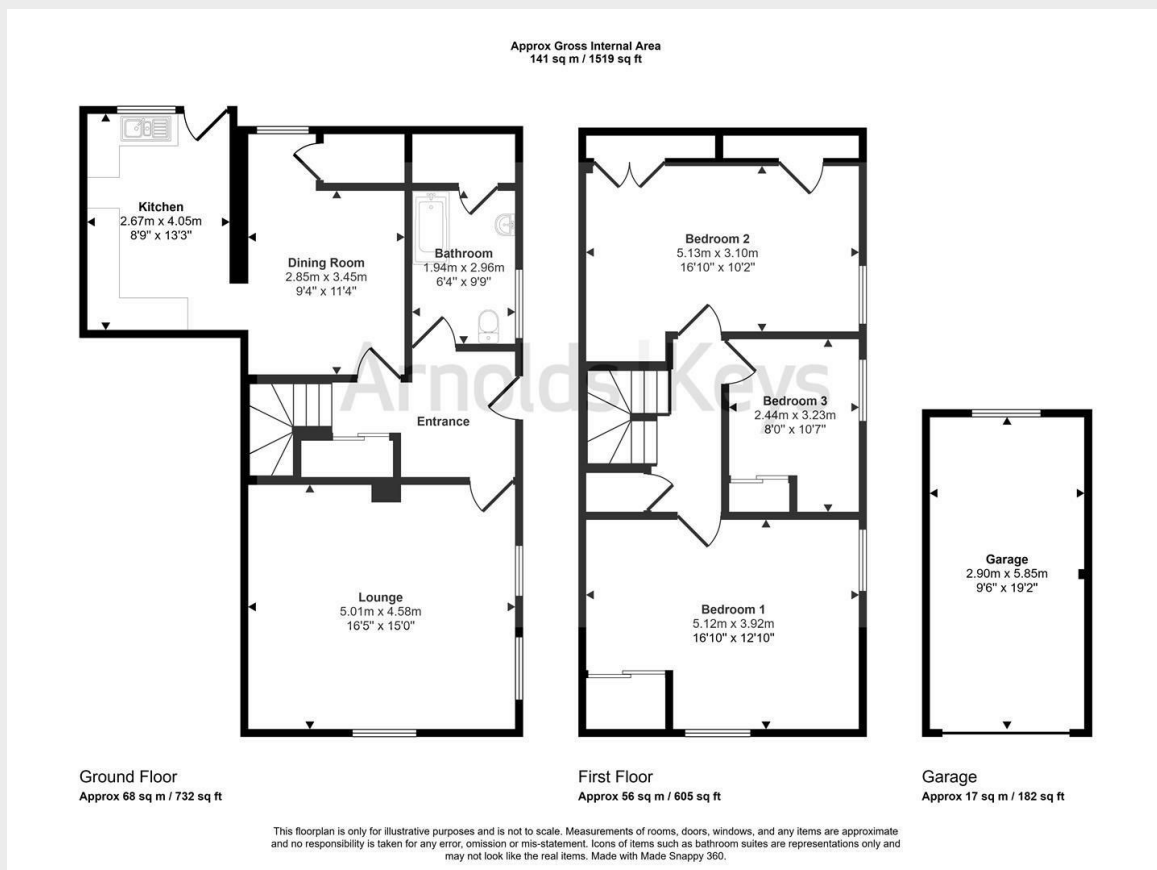 Approx Gross Internal Area
141 sq m / 1519 sq ft
Kitchen
2.67m x 4.05m
8'9" x 13'3"
Dining Room
2.85m x 3.45m
9'4" x 11'4"
Bathroom
1.94m x 2.96m
6'4" x 9'9"
Entrance
Lounge
5.01m x 4.58m
16'5" x 15'0"
Bedroom 2
5.13m x 3.10m
16'10" x 10'2"
Bedroom 3
2.44m x 3.23m
8'0" x 10'7"
Bedroom 1
5.12m x 3.92m
16'10" x 12'10"
Garage
2.90m x 5.85m
9'6" x 19'2"
Arnolds | Keys
Ground Floor
Approx 68 sq m / 732 sq ft
First Floor
Approx 56 sq m / 605 sq ft
Garage
Approx 17 sq m / 182 sq ft
This floorplan is only for illustrative purposes and is not to scale. Measurements of rooms, doors, windows, and any items are approximate
and no responsibility is taken for any error, omission or mis-statement. Icons of items such as bathroom suites are representations only and
may not look like the real items. Made with Made Snappy 360.